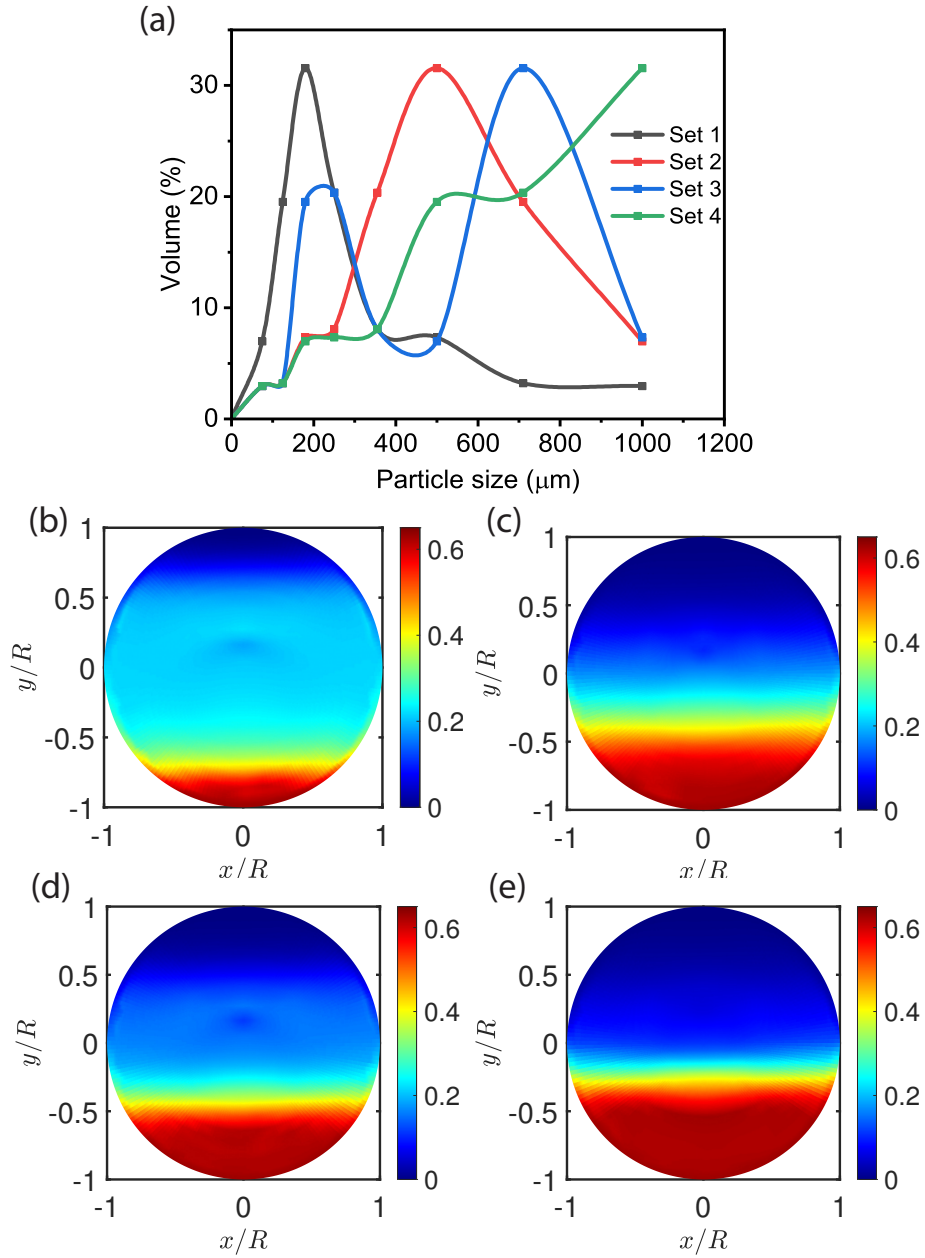 (a)
30
20
10
0
Volume (%)
Set 1
Set 2
Set 3
Set 4
0 200 400 600 800 1000 1200
Particle size (μm)
(b)
1
0.5
0
-0.5
-1
y/R
-1 0 1
x/R
0.6
0.4
0.2
0
(c)
1
0.5
0
-0.5
-1
y/R
-1 0 1
x/R
0.6
0.4
0.2
0
(d)
1
0.5
0
-0.5
-1
y/R
-1 0 1
x/R
0.6
0.4
0.2
0
(e)
1
0.5
0
-0.5
-1
y/R
-1 0 1
x/R
0.6
0.4
0.2
0